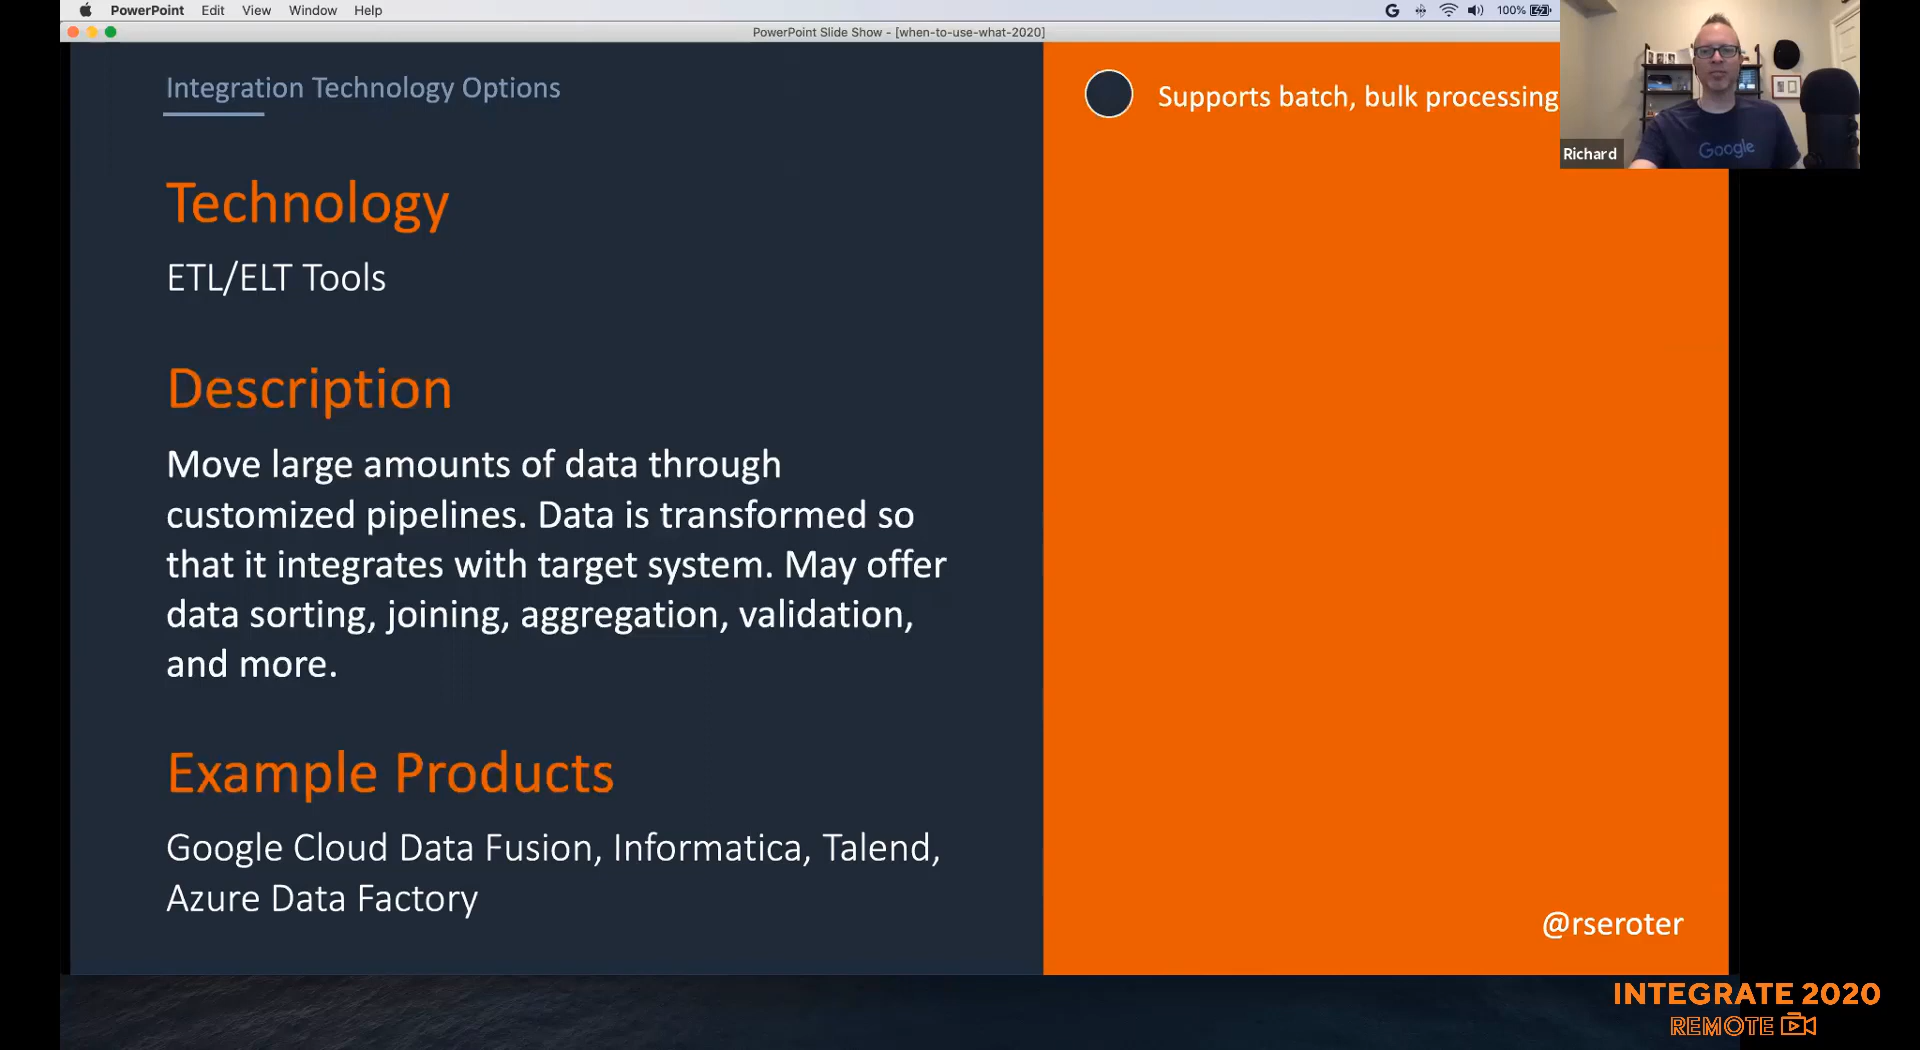 PowerPoint Edit View Window Help
G 100%
PowerPoint Slide Show - [when-to-use-what-2020]
Integration Technology Options
Technology
ETL/ELT Tools
Description
Move large amounts of data through
customized pipelines. Data is transformed so
that it integrates with target system. May offer
data sorting, joining, aggregation, validation,
and more.
Example Products
Google Cloud Data Fusion, Informatica, Talend,
Azure Data Factory
Supports batch, bulk processing
Google
Richard
@rseroter
INTEGRATE 2020
REMOTE